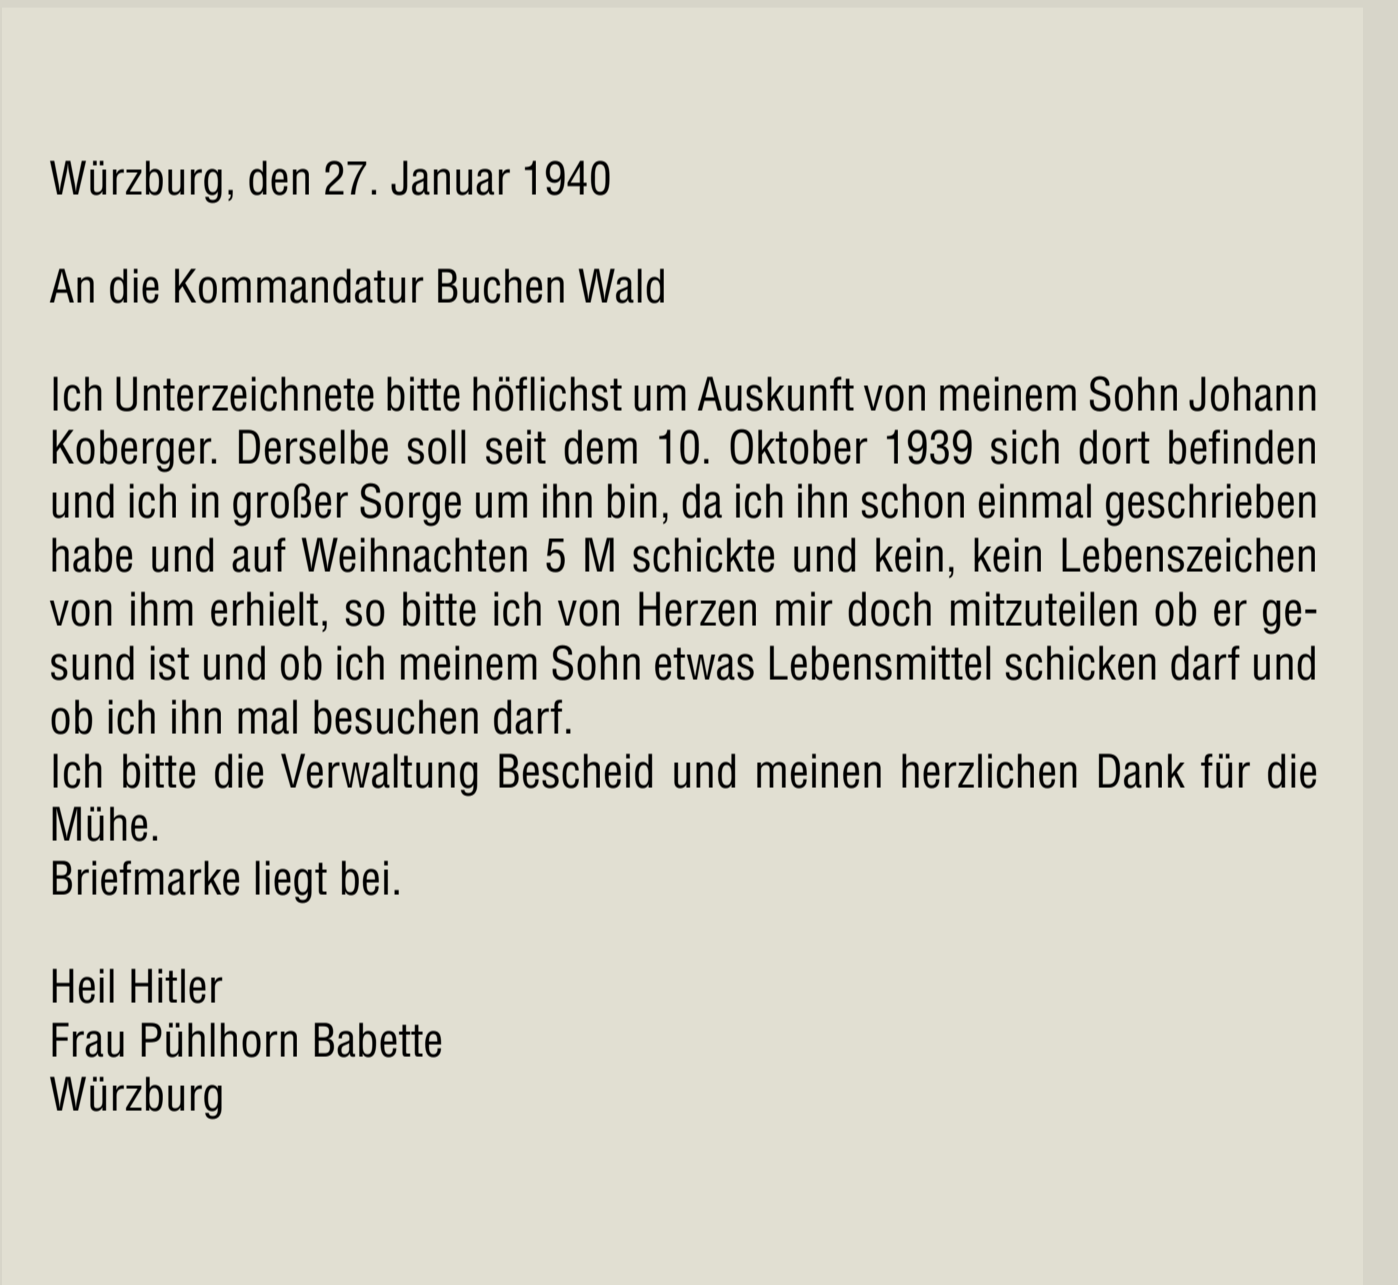 Würzburg, den 27. Januar 1940
An die Kommandatur Buchen Wald
Ich Unterzeichnete bitte höflichst um Auskunft von meinem Sohn Johann
Koberger. Derselbe soll seit dem 10. Oktober 1939 sich dort befinden
und ich in großer Sorge um ihn bin, da ich ihn schon einmal geschrieben
habe und auf Weihnachten 5 M schickte und kein, kein Lebenszeichen
von ihm erhielt, so bitte ich von Herzen mir doch mitzuteilen ob er ge-
sund ist und ob ich meinem Sohn etwas Lebensmittel schicken darf und
ob ich ihn mal besuchen darf.
Ich bitte die Verwaltung Bescheid und meinen herzlichen Dank für die
Mühe.
Briefmarke liegt bei.
Heil Hitler
Frau Pühlhorn Babette
Würzburg